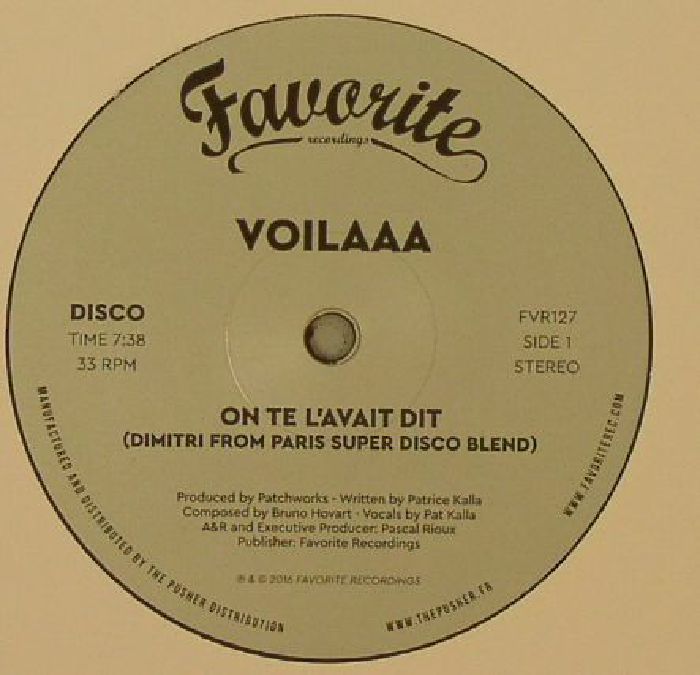 Favorite
recordings
VOILAAA
DISCO
TIME 7:38
33 RPM
FVR127
SIDE 1
STEREO
ON TE L'AVAIT DIT
(DIMITRI FROM PARIS SUPER DISCO BLEND)
Produced by Patchworks - Written by Patrice Kalla
Composed by Bruno Hovart · Vocals by Pat Kalla
A&R and Executive Producer: Pascal Rioux
Publisher: Favorite Recordings
℗ & © 2016 FAVORITE RECORDINGS
MANUFACTURED AND DISTRIBUTED BY THE PUSHER DISTRIBUTION
WWW.THEPUSHER.FR
WWW.FAVORITEREC.COM